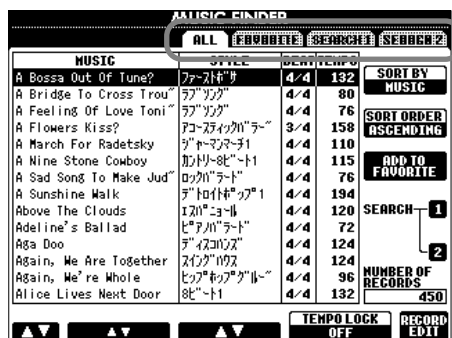 MUSIC FINDER
ALL FAVORITE SEARCH 1 SEARCH 2
MUSIC STYLE BEAT TEMPO
A Bossa Out Of Tune? ファーストボサ 4/4 132
A Bridge To Cross Trou~ ラブソング 4/4 80
A Feeling Of Love Toni~ ラブソング 4/4 76
A Flowers Kiss? アコースティックバラー~ 3/4 158
A March For Radetsky ジャーマンマーチ1 4/4 110
A Nine Stone Cowboy カントリー8ビート1 4/4 115
A Sad Song To Make Jud~ ロックバラード 4/4 76
A Sunshine Walk デトロイトポップ1 4/4 194
Above The Clouds エアバニョール 4/4 120
Adeline's Ballad ピアノバラード 4/4 72
Aga Doo ディスコハンズ 4/4 124
Again, We Are Together スイングハウス 4/4 124
Again, We're Whole ヒップホップグルー~ 4/4 96
Alice Lives Next Door 8ビート1 4/4 132
SORT BY
MUSIC
SORT ORDER
ASCENDING
ADD TO
FAVORITE
SEARCH 1
2
NUMBER OF
RECORDS
450
TEMPO LOCK
OFF
RECORD
EDIT